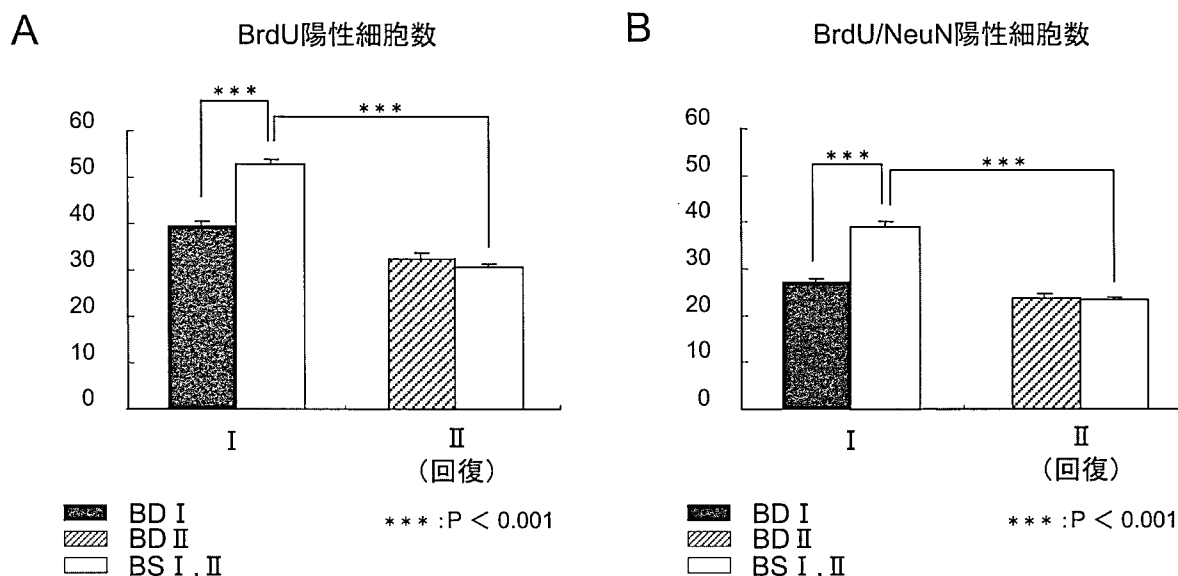 A
BrdU陽性細胞数
***
***
60
50
40
30
20
10
0
I
II
(回復)
BD I
BD II
BS I, II
*** :P < 0.001
B
BrdU/NeuN陽性細胞数
***
***
60
50
40
30
20
10
0
I
II
(回復)
BD I
BD II
BS I, II
*** :P < 0.001